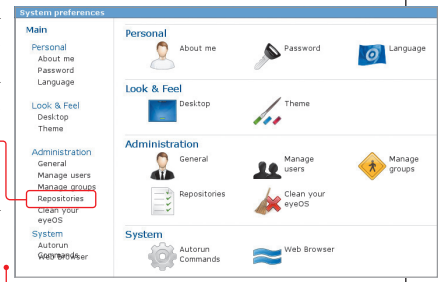 System preferences
Main
Personal
About me
Password
Language
Look & Feel
Desktop
Theme
Administration
General
Manage users
Manage groups
Repositories
Clean your
eyeOS
System
Autorun
Commands
Web Browser
Personal
About me
Password
Language
Look & Feel
Desktop
Theme
Administration
General
Manage
users
Manage
groups
Repositories
Clean your
eyeOS
System
Autorun
Commands
Web Browser